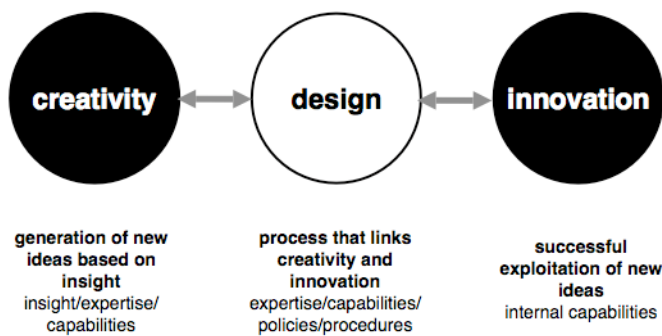 creativity
design
innovation
generation of new
ideas based on
insight
insight/expertise/
capabilities
process that links
creativity and
innovation
expertise/capabilities/
policies/procedures
successful
exploitation of new
ideas
internal capabilities